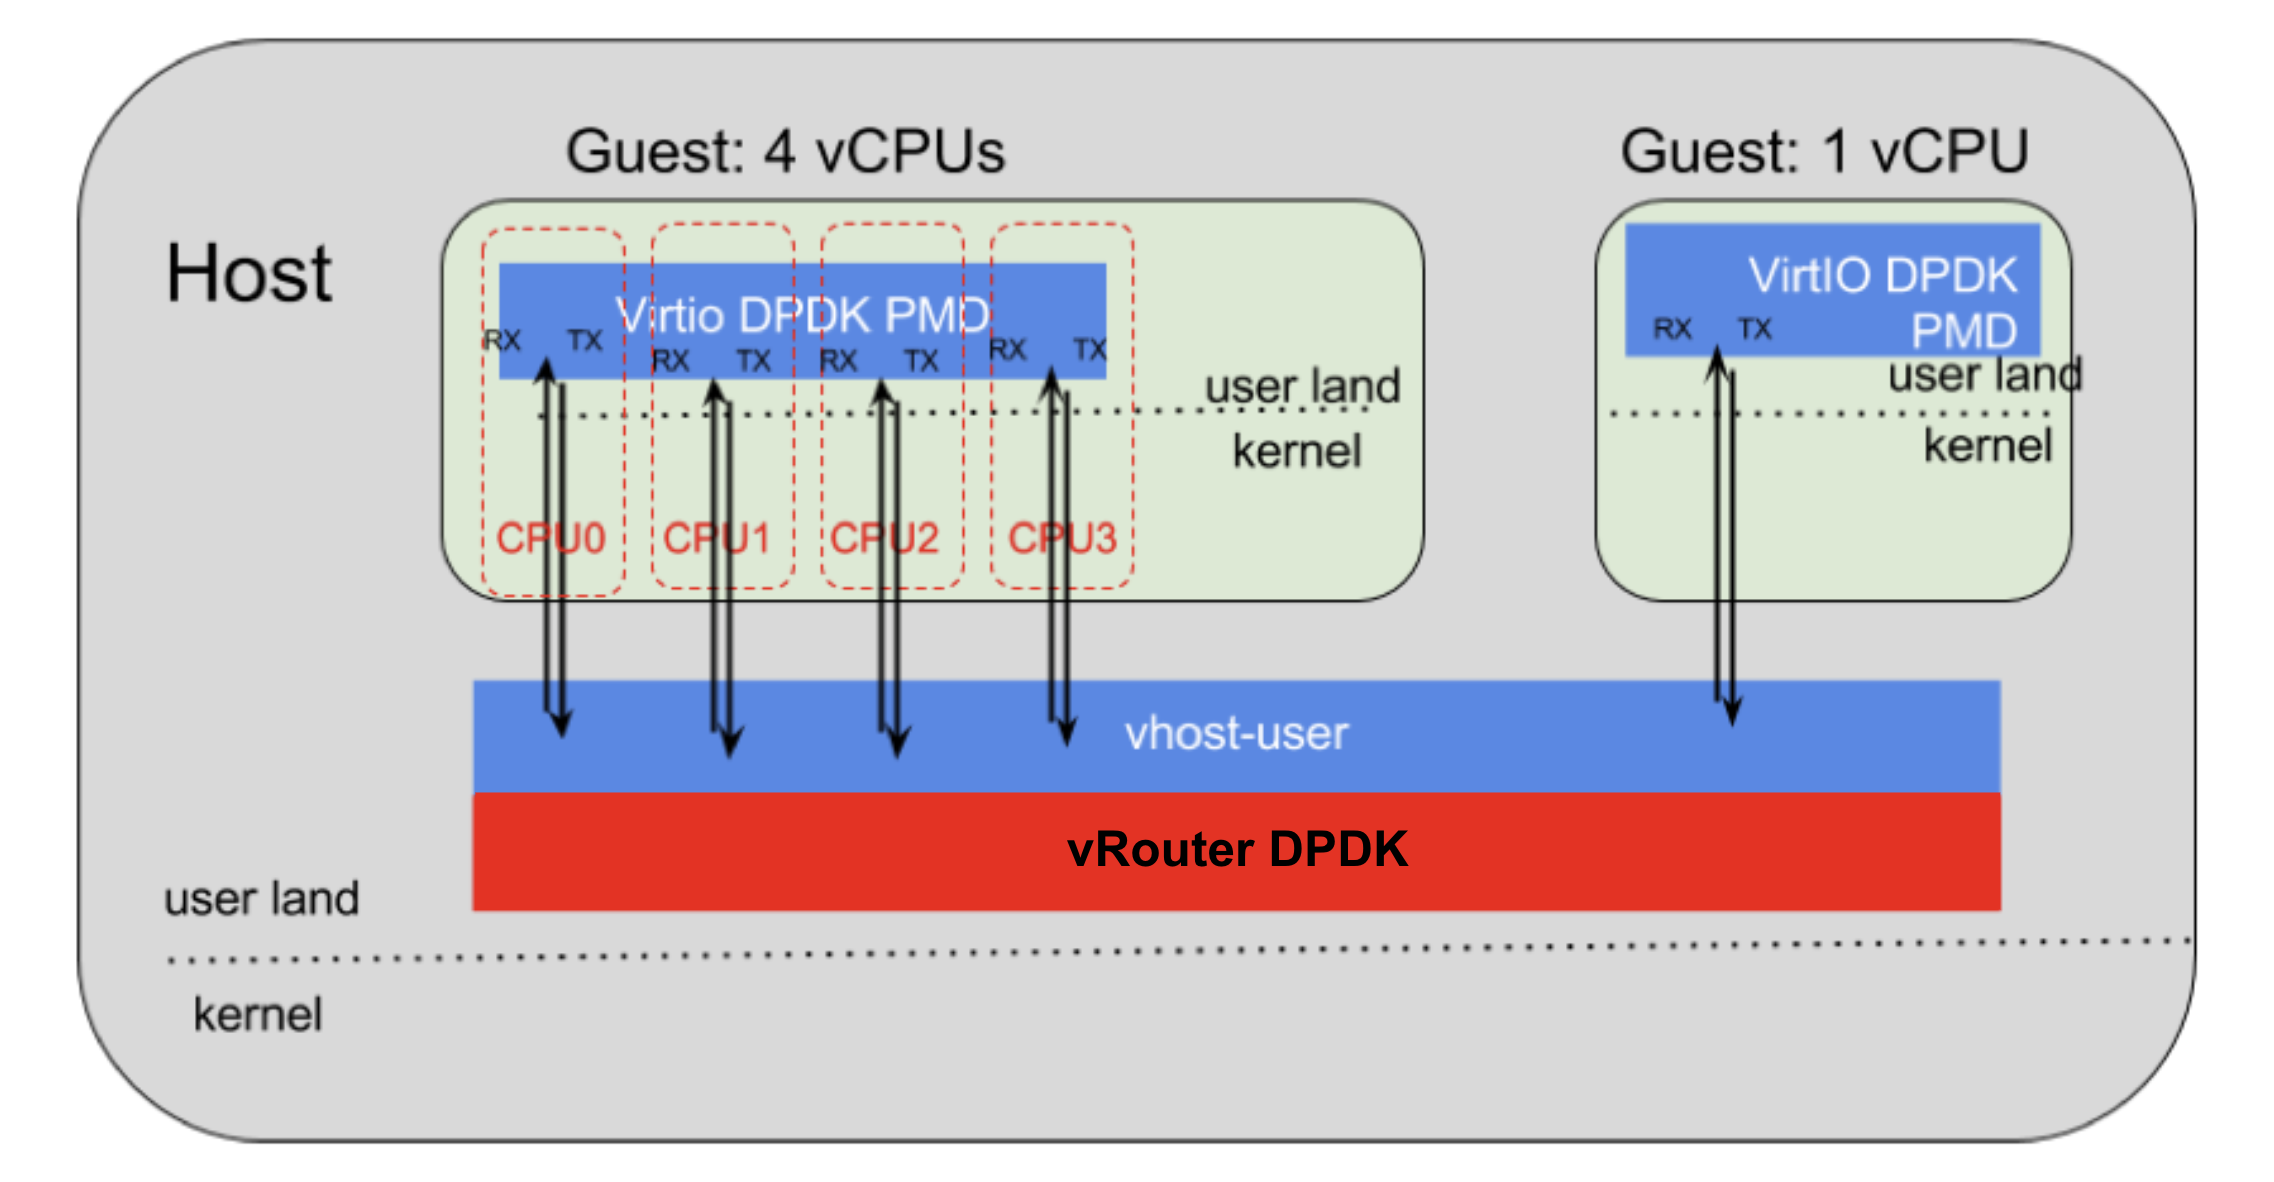 Guest: 4 vCPUs
Guest: 1 vCPU
Host
Virtio DPDK PMD
RX TX
RX TX
RX TX
RX TX
user land
kernel
CPU0
CPU1
CPU2
CPU3
VirtIO DPDK
PMD
RX TX
user land
kernel
vhost-user
vRouter DPDK
user land
kernel